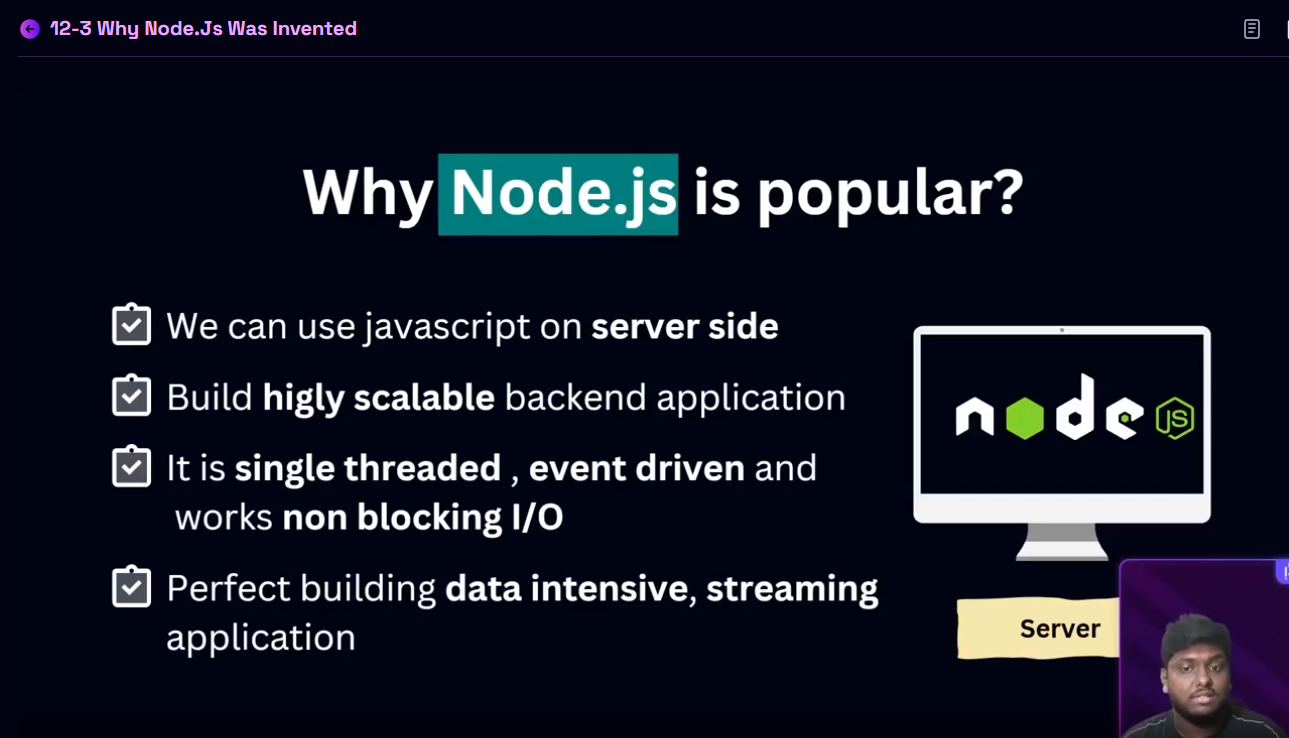 12-3 Why Node.Js Was Invented
Why Node.js is popular?
We can use javascript on server side
Build higly scalable backend application
It is single threaded , event driven and
works non blocking I/O
Perfect building data intensive, streaming
application
node JS
Server